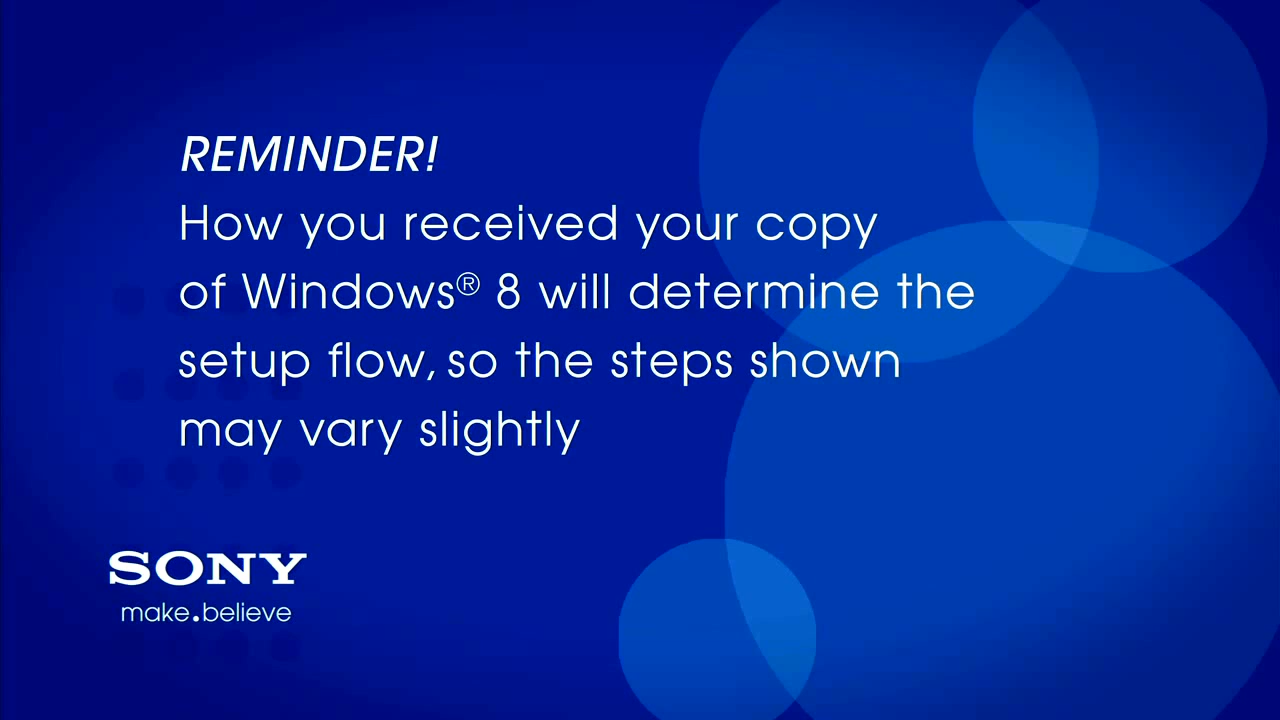 REMINDER!
How you received your copy
of Windows® 8 will determine the
setup flow, so the steps shown
may vary slightly
SONY
make.believe